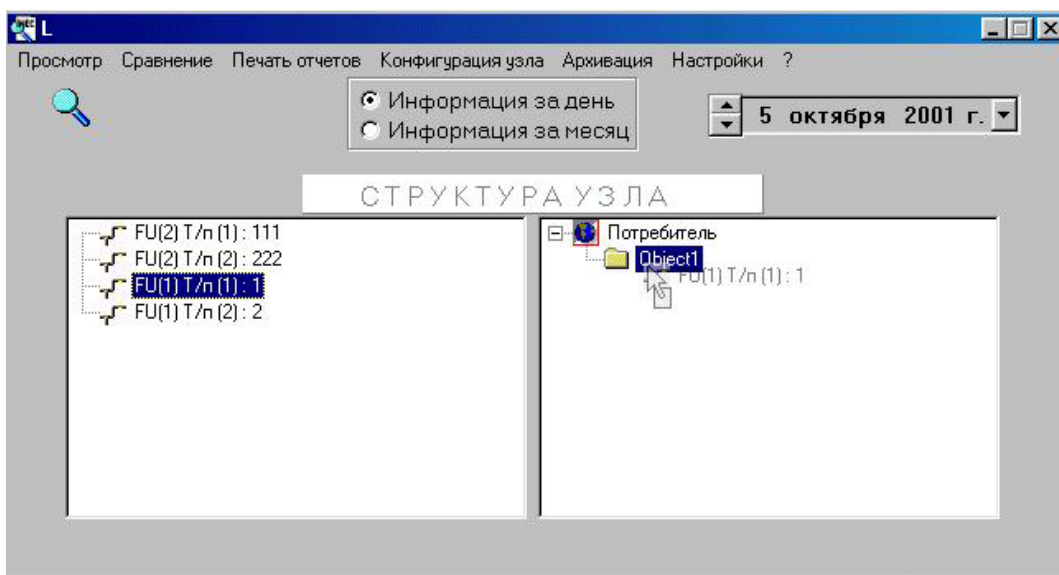 L
Просмотр Сравнение Печать отчетов Конфигурация узла Архивация Настройки ?
Информация за день
Информация за месяц
5 октября 2001 г.
СТРУКТУРА УЗЛА
FU(2) Т/п (1) : 111
FU(2) Т/п (2) : 222
FU(1) Т/п (1) : 1
FU(1) Т/п (2) : 2
Потребитель
Object1
FU(1) Т/п (1) : 1